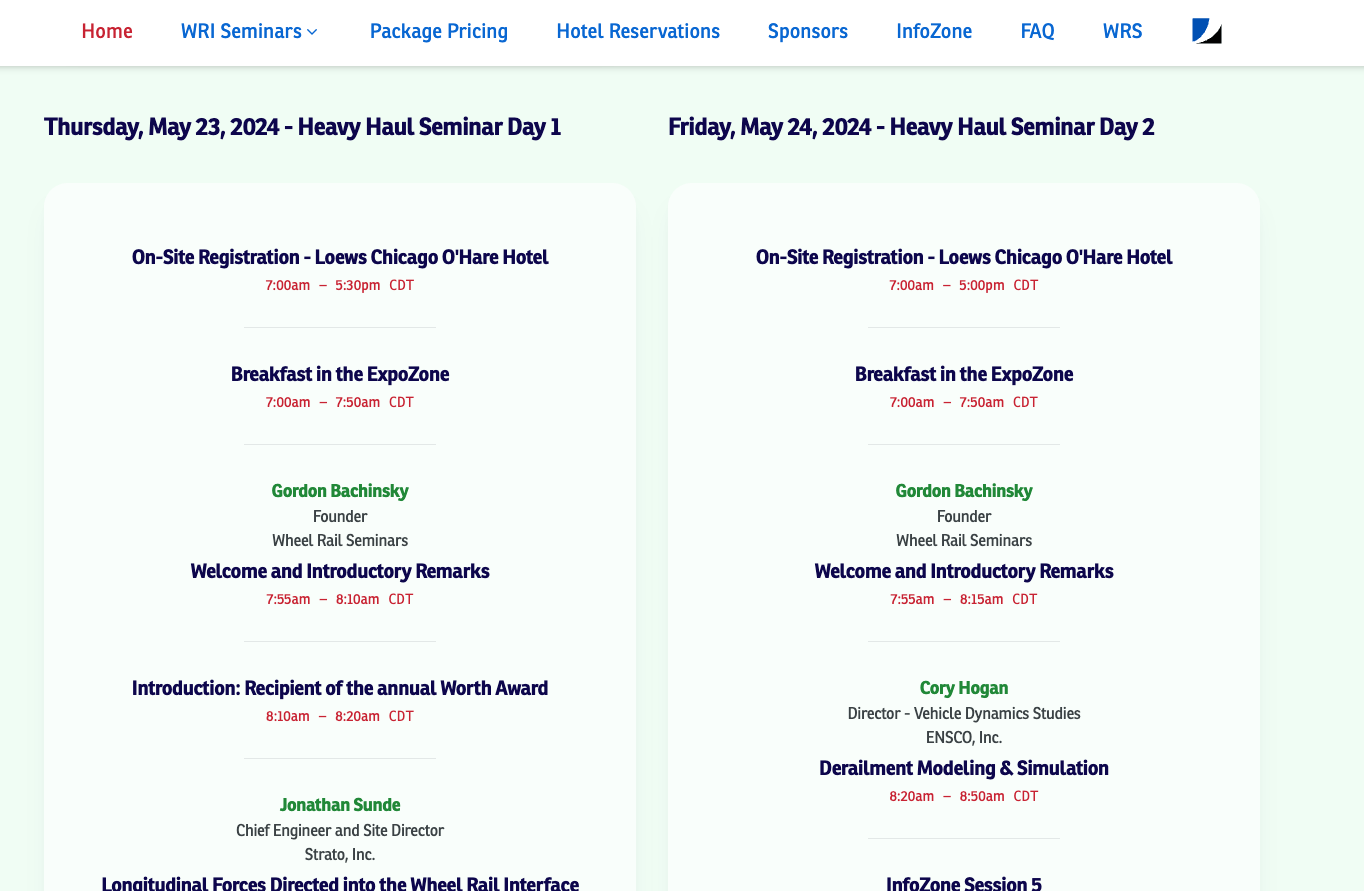 Home WRI Seminars Package Pricing Hotel Reservations Sponsors InfoZone FAQ WRS
Thursday, May 23, 2024 - Heavy Haul Seminar Day 1
On-Site Registration - Loews Chicago O'Hare Hotel
7:00am – 5:30pm CDT
Breakfast in the ExpoZone
7:00am – 7:50am CDT
Gordon Bachinsky
Founder
Wheel Rail Seminars
Welcome and Introductory Remarks
7:55am – 8:10am CDT
Introduction: Recipient of the annual Worth Award
8:10am – 8:20am CDT
Jonathan Sunde
Chief Engineer and Site Director
Strato, Inc.
Longitudinal Forces Directed into the Wheel Rail Interface
Friday, May 24, 2024 - Heavy Haul Seminar Day 2
On-Site Registration - Loews Chicago O'Hare Hotel
7:00am – 5:00pm CDT
Breakfast in the ExpoZone
7:00am – 7:50am CDT
Gordon Bachinsky
Founder
Wheel Rail Seminars
Welcome and Introductory Remarks
7:55am – 8:15am CDT
Cory Hogan
Director - Vehicle Dynamics Studies
ENSCO, Inc.
Derailment Modeling & Simulation
8:20am – 8:50am CDT
InfoZone Session 5